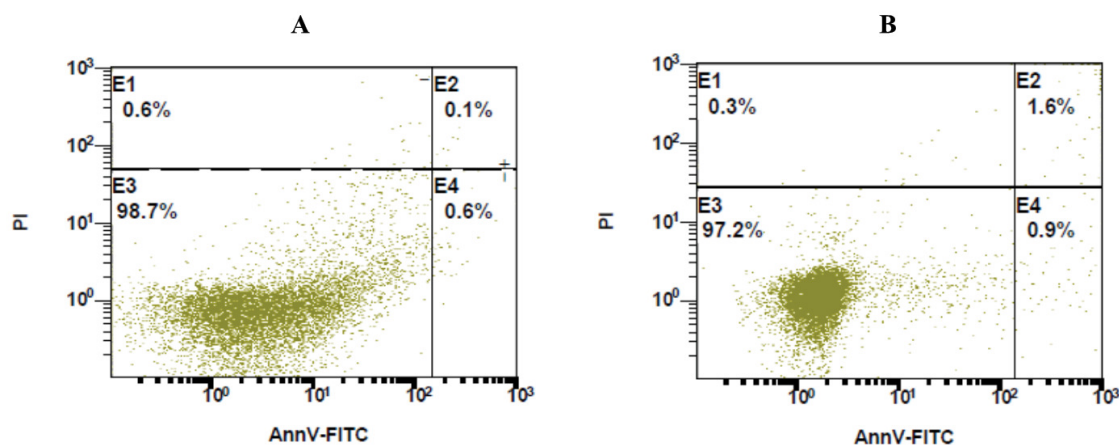 A
10³
E1
0.6%
E2
0.1%
10²
E3
98.7%
E4
0.6%
10¹
10⁰
PI
10⁰ 10¹ 10² 10³
AnnV-FITC
B
10³
E1
0.3%
E2
1.6%
10²
E3
97.2%
E4
0.9%
10¹
10⁰
PI
10⁰ 10¹ 10² 10³
AnnV-FITC